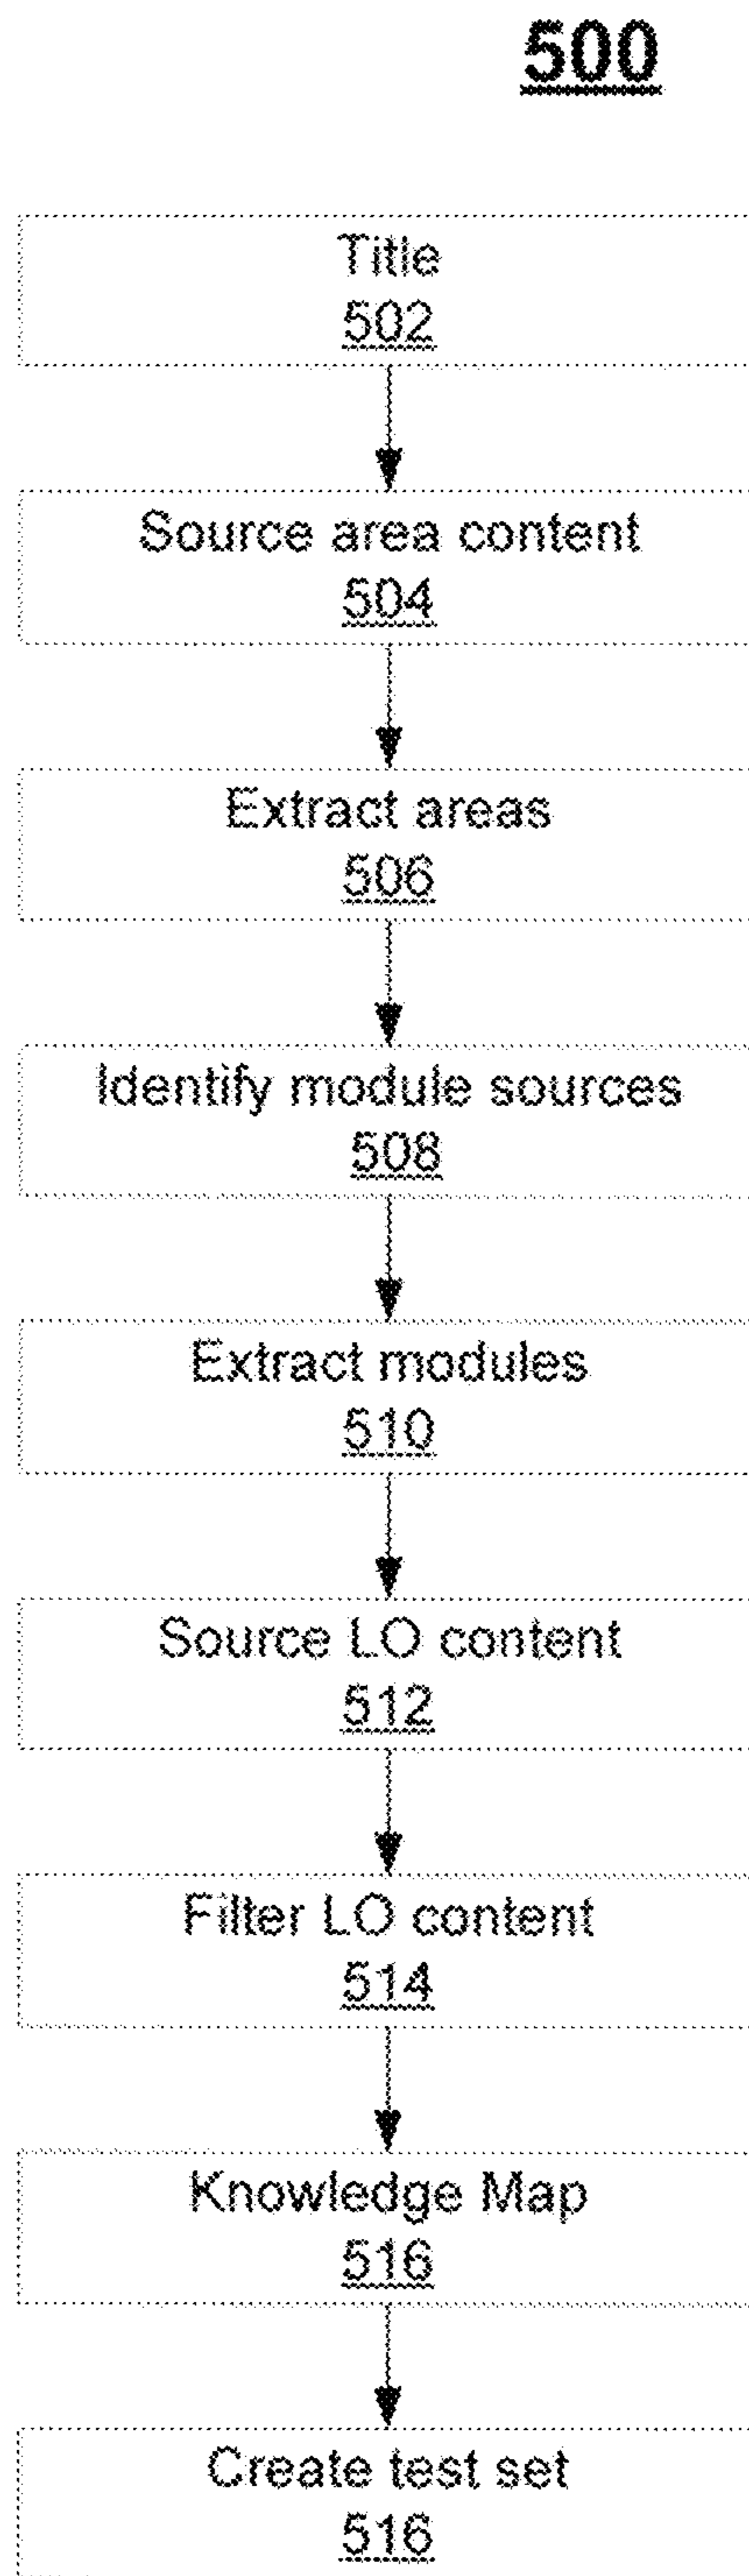 500
Title
502
Source area content
504
Extract areas
506
Identify module sources
508
Extract modules
510
Source LO content
512
Filter LO content
514
Knowledge Map
516
Create test set
516